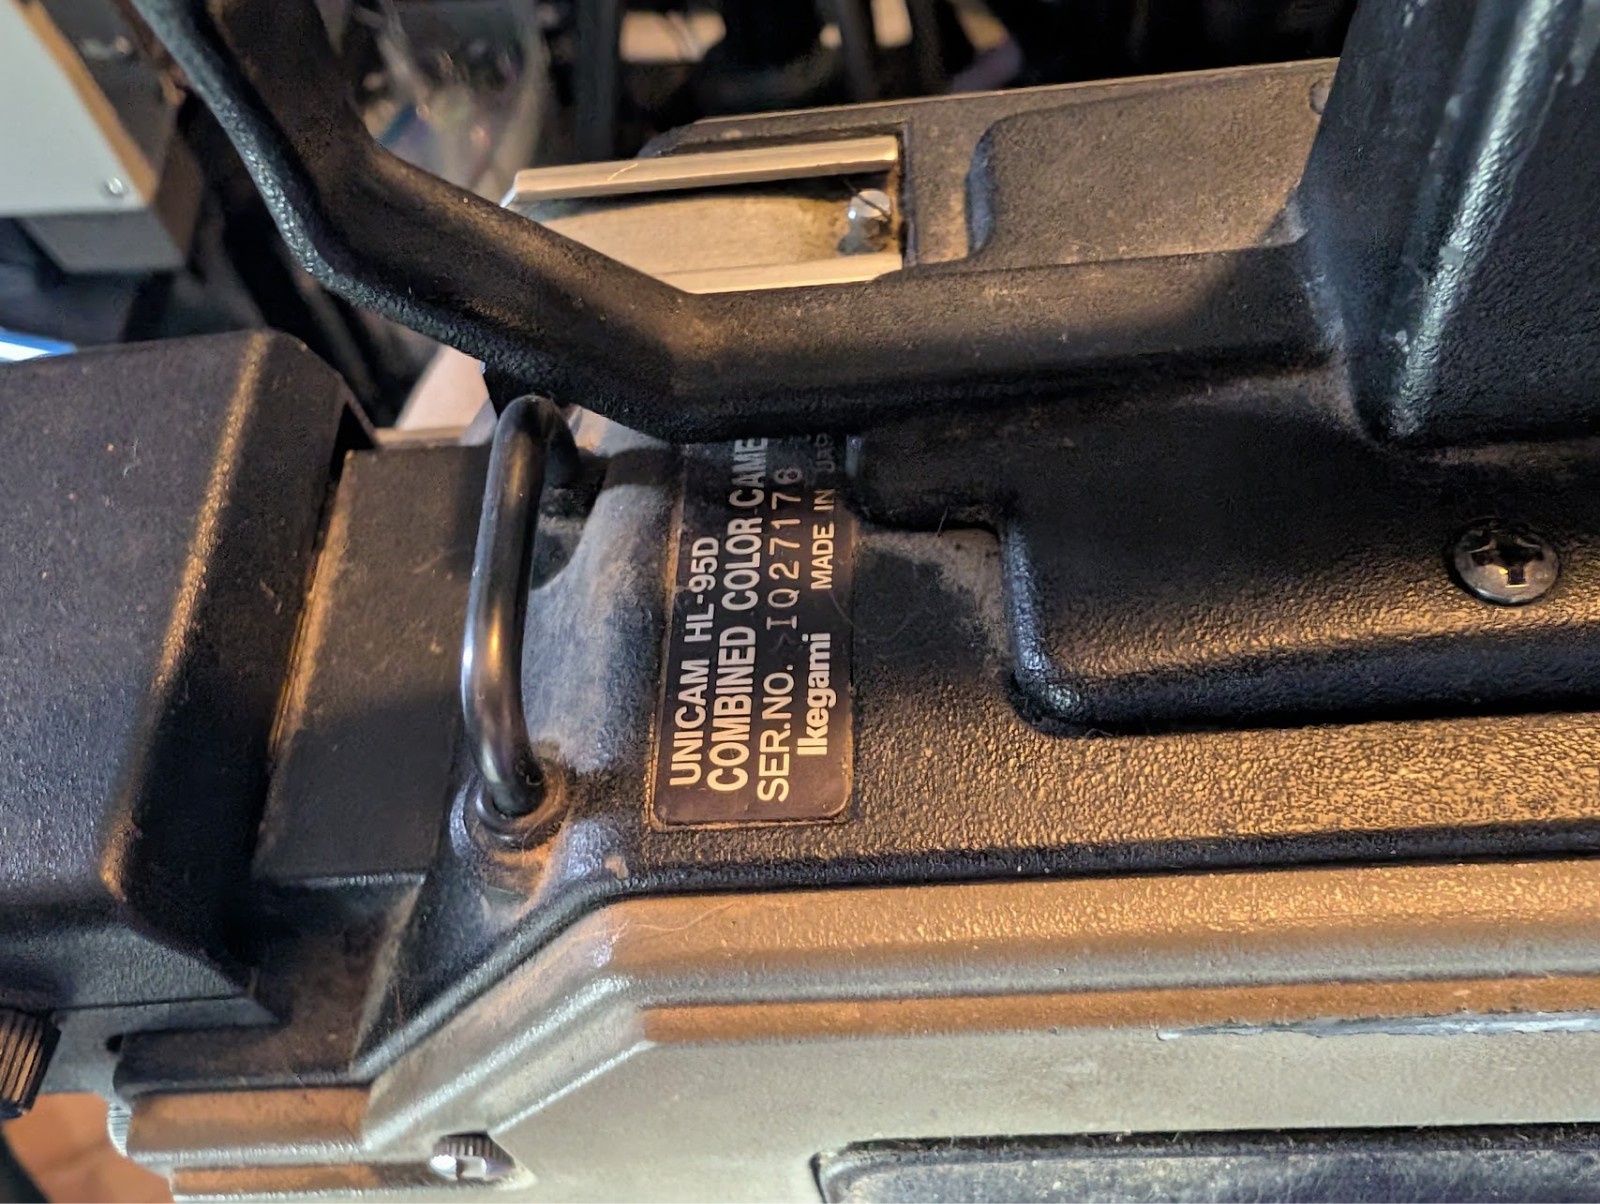 UNICAM HL-95D
COMBINED COLOR CAME
SER.NO. IQ27176
Ikegami MADE IN